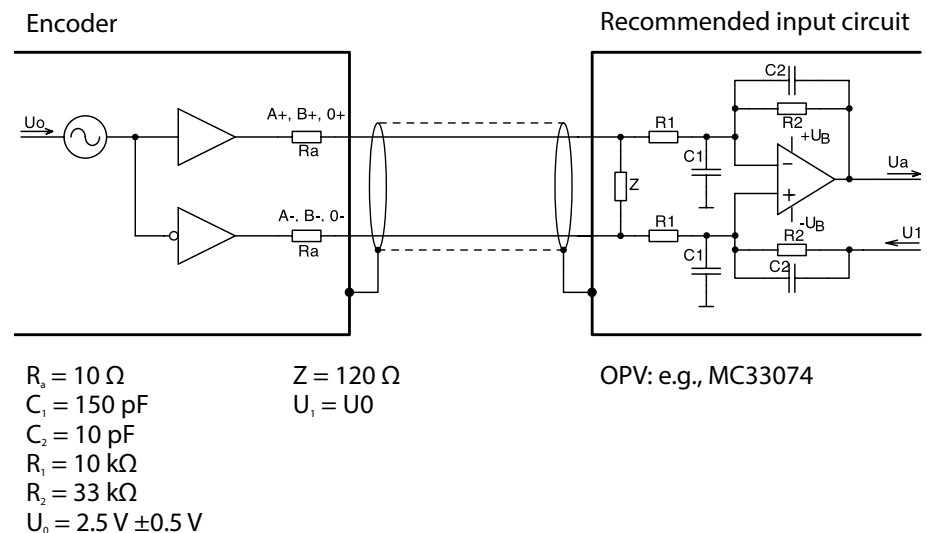 Encoder
Recommended input circuit
Uo
A+, B+, 0+
Ra
A-, B-, 0-
Ra
Z
R1
C1
R1
C1
C2
R2
+UB
-UB
Ua
R2
C2
U1
Ra = 10 Ω
C1 = 150 pF
C2 = 10 pF
R1 = 10 kΩ
R2 = 33 kΩ
U0 = 2.5 V ±0.5 V
Z = 120 Ω
U1 = U0
OPV: e.g., MC33074